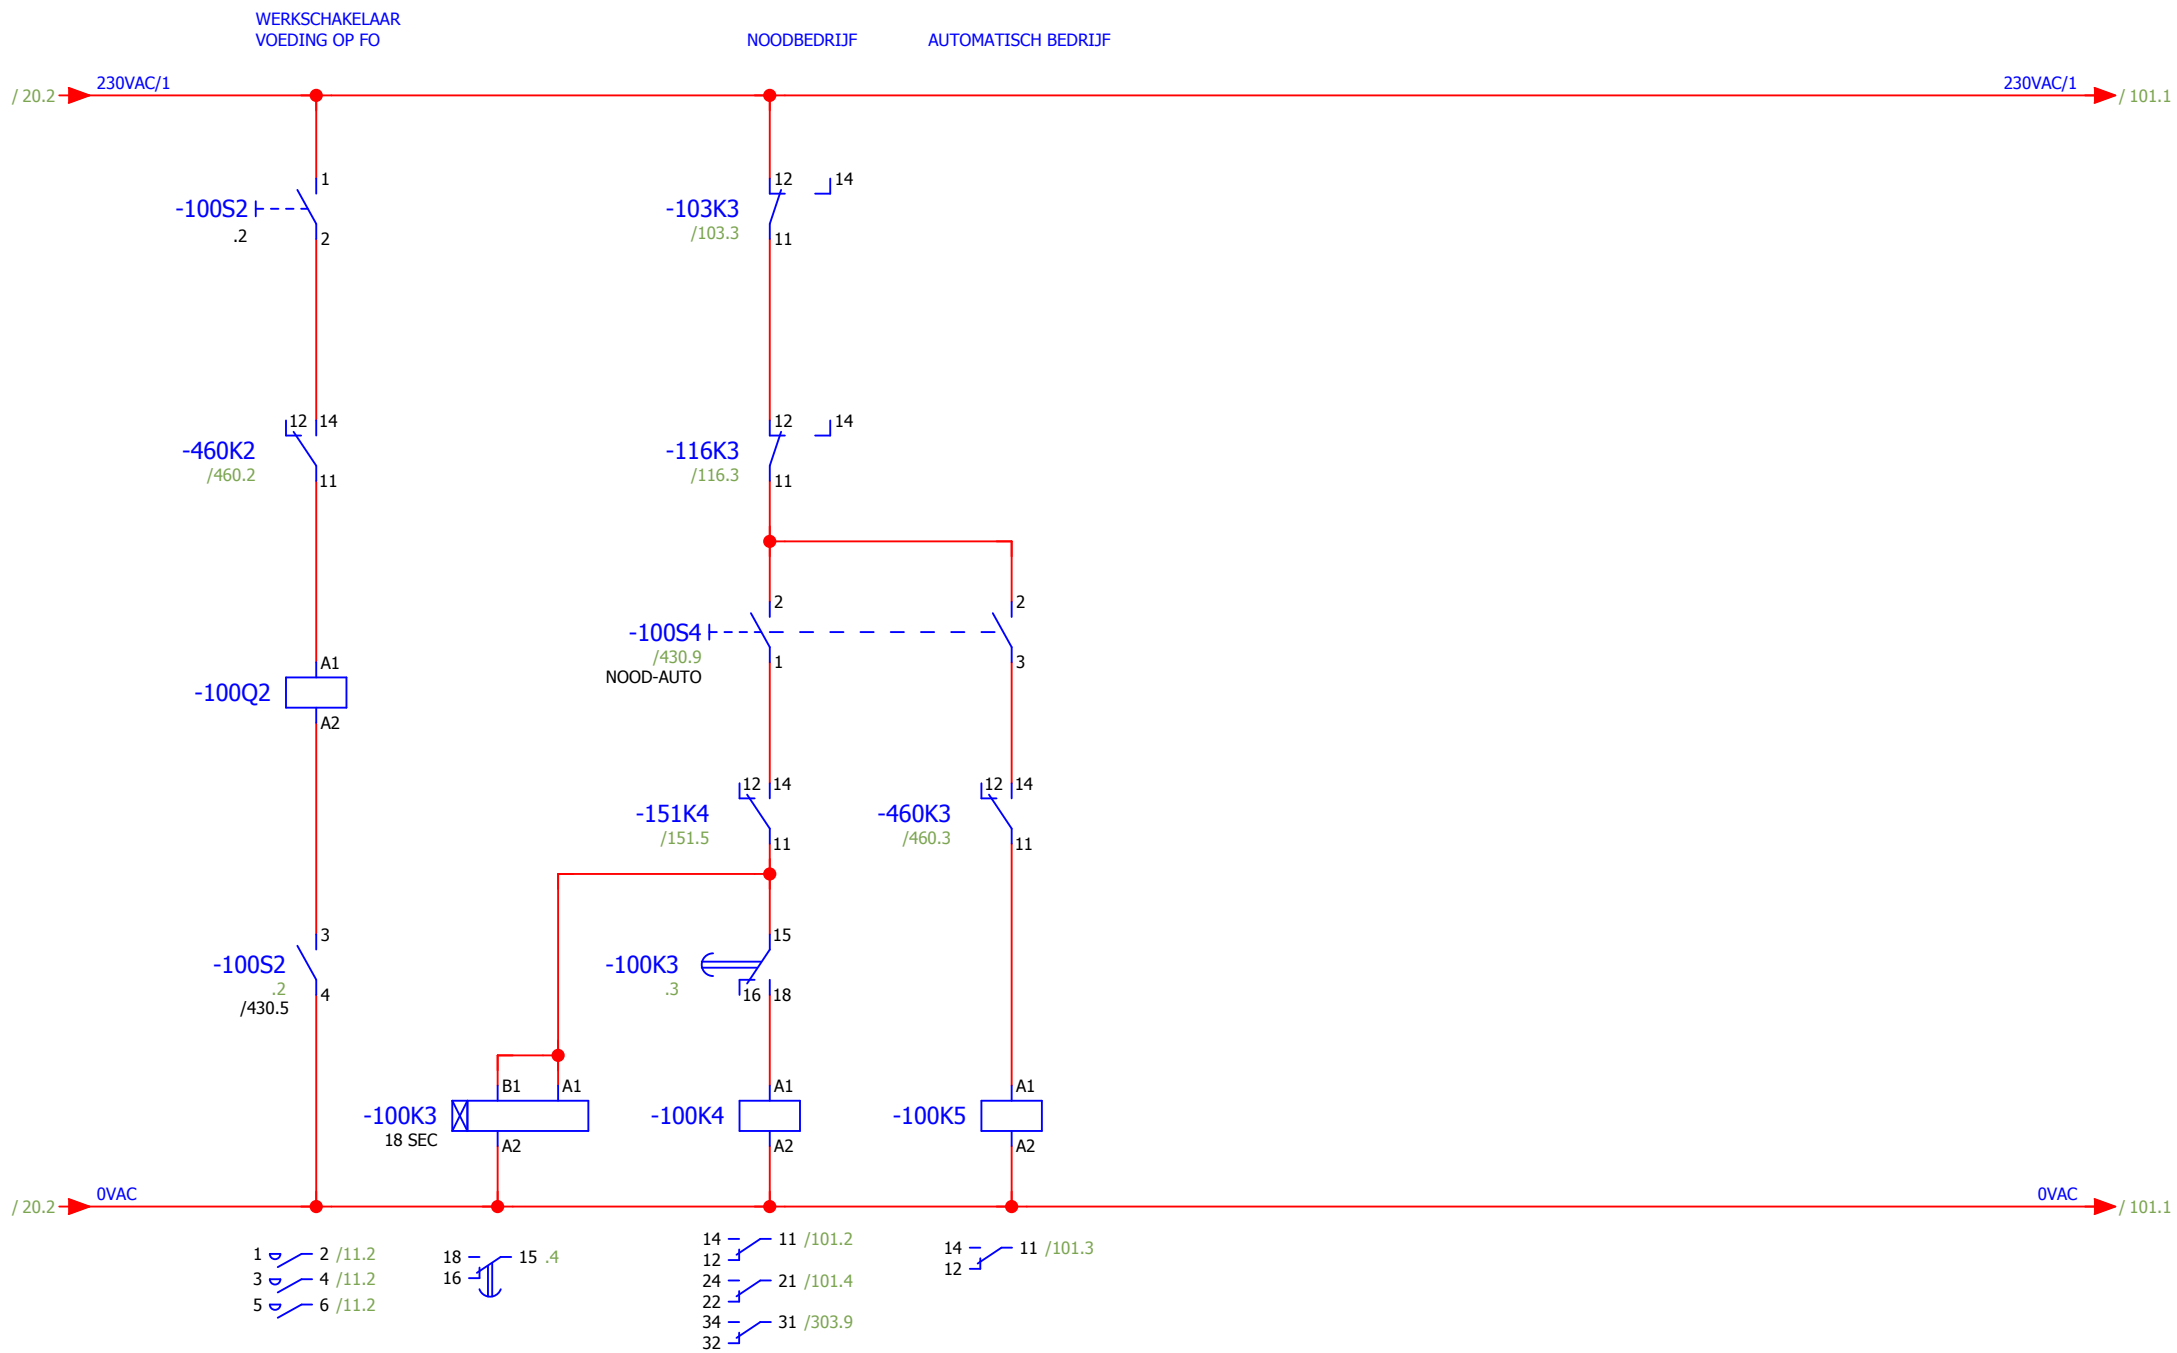 WERKSCHAKELAAR
VOEDING OP FO
NOODBEDRIJF
AUTOMATISCH BEDRIJF
/ 20.2
230VAC/1
230VAC/1
/ 101.1
1
-100S2
.2
2
12
14
-103K3
/103.3
11
12 14
-460K2
/460.2
11
12
14
-116K3
/116.3
11
2
-100S4
/430.9
NOOD-AUTO
1
2
3
A1
-100Q2
A2
12 14
-151K4
/151.5
11
12 14
-460K3
/460.3
11
3
-100S2
.2
/430.5
4
15
-100K3
.3
16 18
B1
A1
-100K3
18 SEC
A2
A1
-100K4
A2
A1
-100K5
A2
/ 20.2
0VAC
0VAC
/ 101.1
1 2 /11.2
3 4 /11.2
5 6 /11.2
18 15 .4
16
14 11 /101.2
12
24 21 /101.4
22
34 31 /303.9
32
14 11 /101.3
12